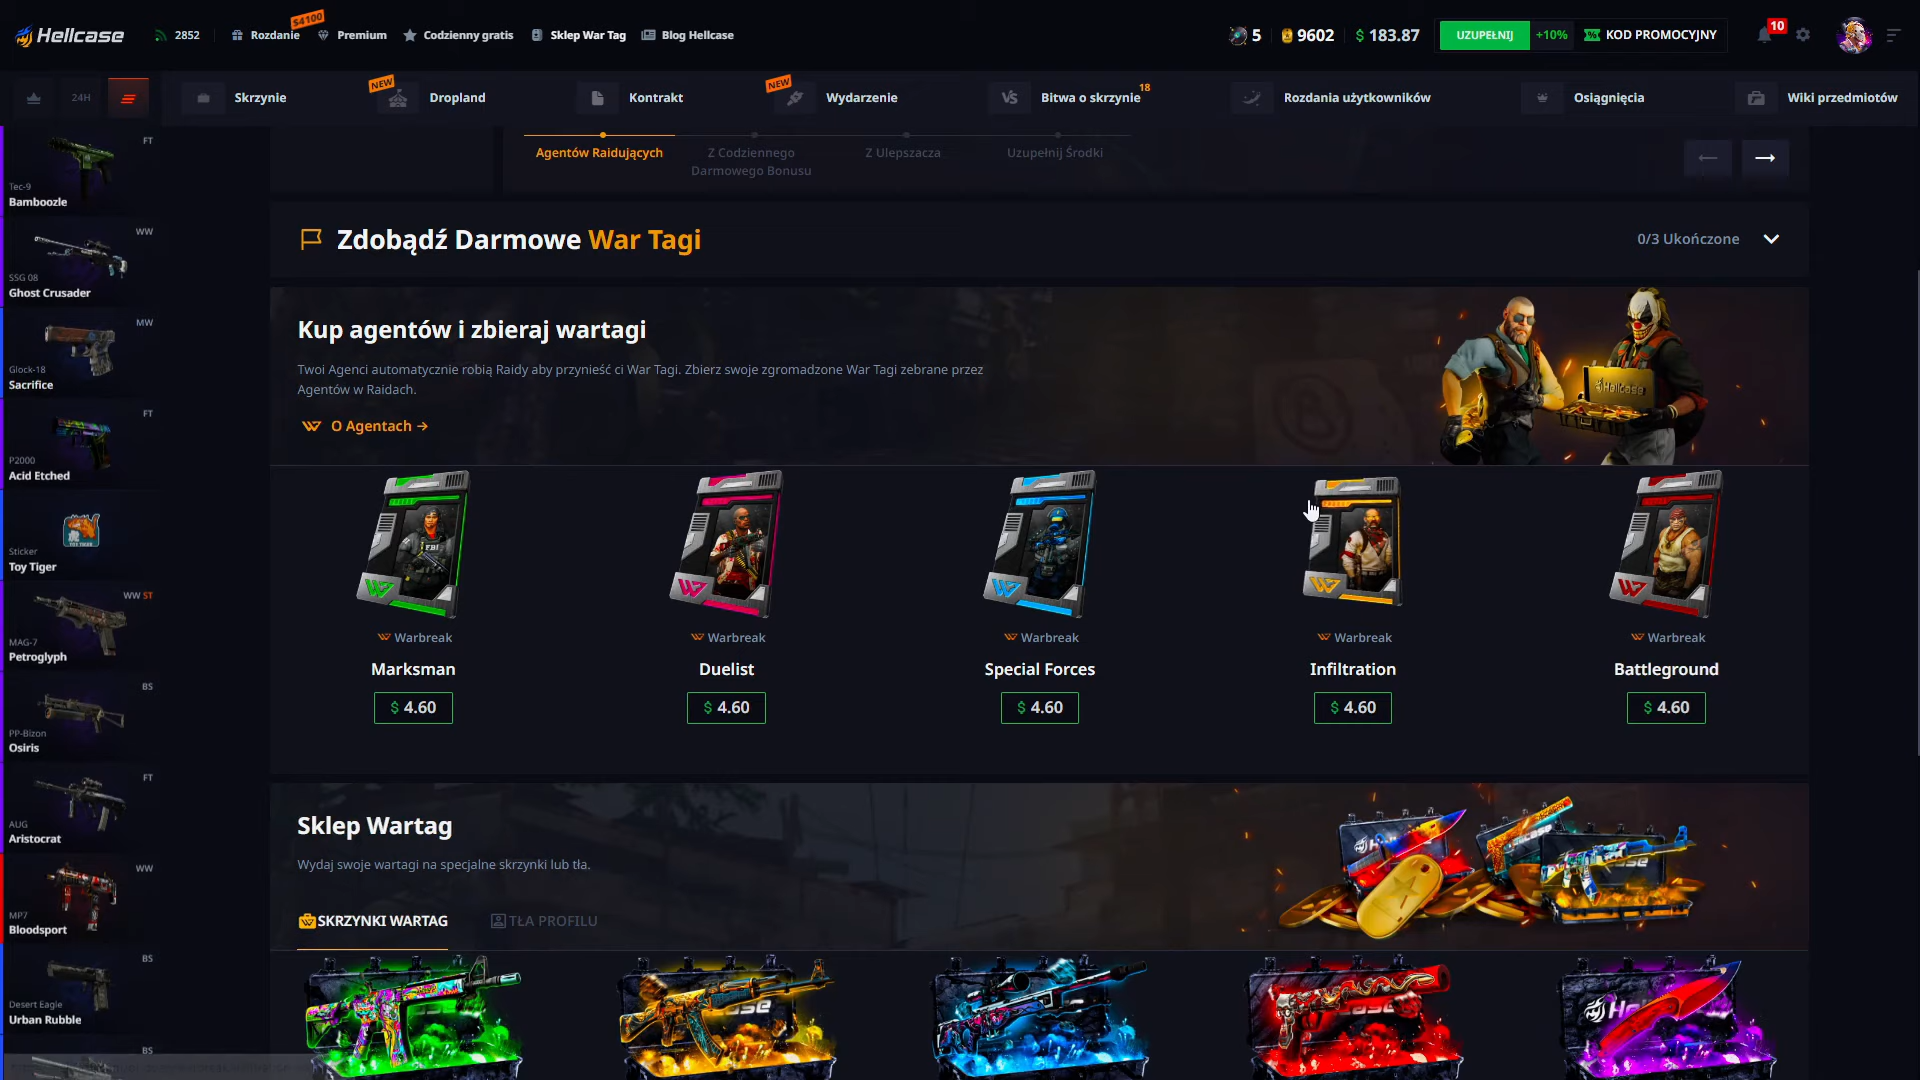 Hellcase
2852
Rozdanie
$4100
Premium
Codzienny gratis
Sklep War Tag
Blog Hellcase
5
9602
$ 183.87
UZUPEŁNIJ
+10%
KOD PROMOCYJNY
10
24H
Skrzynie
NEW
Dropland
Kontrakt
NEW
Wydarzenie
VS
Bitwa o skrzynie
18
Rozdania użytkowników
Osiągnięcia
Wiki przedmiotów
FT
Tec-9
Bamboozle
WW
SSG 08
Ghost Crusader
MW
Glock-18
Sacrifice
FT
P2000
Acid Etched
Sticker
Toy Tiger
WW ST
MAG-7
Petroglyph
BS
PP-Bizon
Osiris
FT
AUG
Aristocrat
WW
MP7
Bloodsport
BS
Desert Eagle
Urban Rubble
BS
Agentów Raidujących
Z Codziennego
Darmowego Bonusu
Z Ulepszacza
Uzupełnij Środki
Zdobądź Darmowe War Tagi
0/3 Ukończone
Kup agentów i zbieraj wartagi
Twoi Agenci automatycznie robią Raidy aby przynieść ci War Tagi. Zbierz swoje zgromadzone War Tagi zebrane przez
Agentów w Raidach.
O Agentach →
Hellcase
FBI
Warbreak
Marksman
$ 4.60
Warbreak
Duelist
$ 4.60
Warbreak
Special Forces
$ 4.60
Warbreak
Infiltration
$ 4.60
Warbreak
Battleground
$ 4.60
Sklep Wartag
Wydaj swoje wartagi na specjalne skrzynki lub tła.
SKRZYNKI WARTAG
TŁA PROFILU